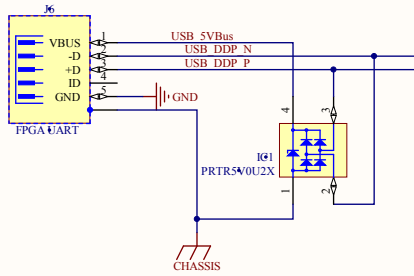 J6
VBUS 1 USB_5VBus
-D 2 USB_DDP_N
+D 3 USB_DDP_P
ID 4
GND 5 GND
FPGA UART
4 3
IC1
PRTR5V0U2X
1 2
CHASSIS